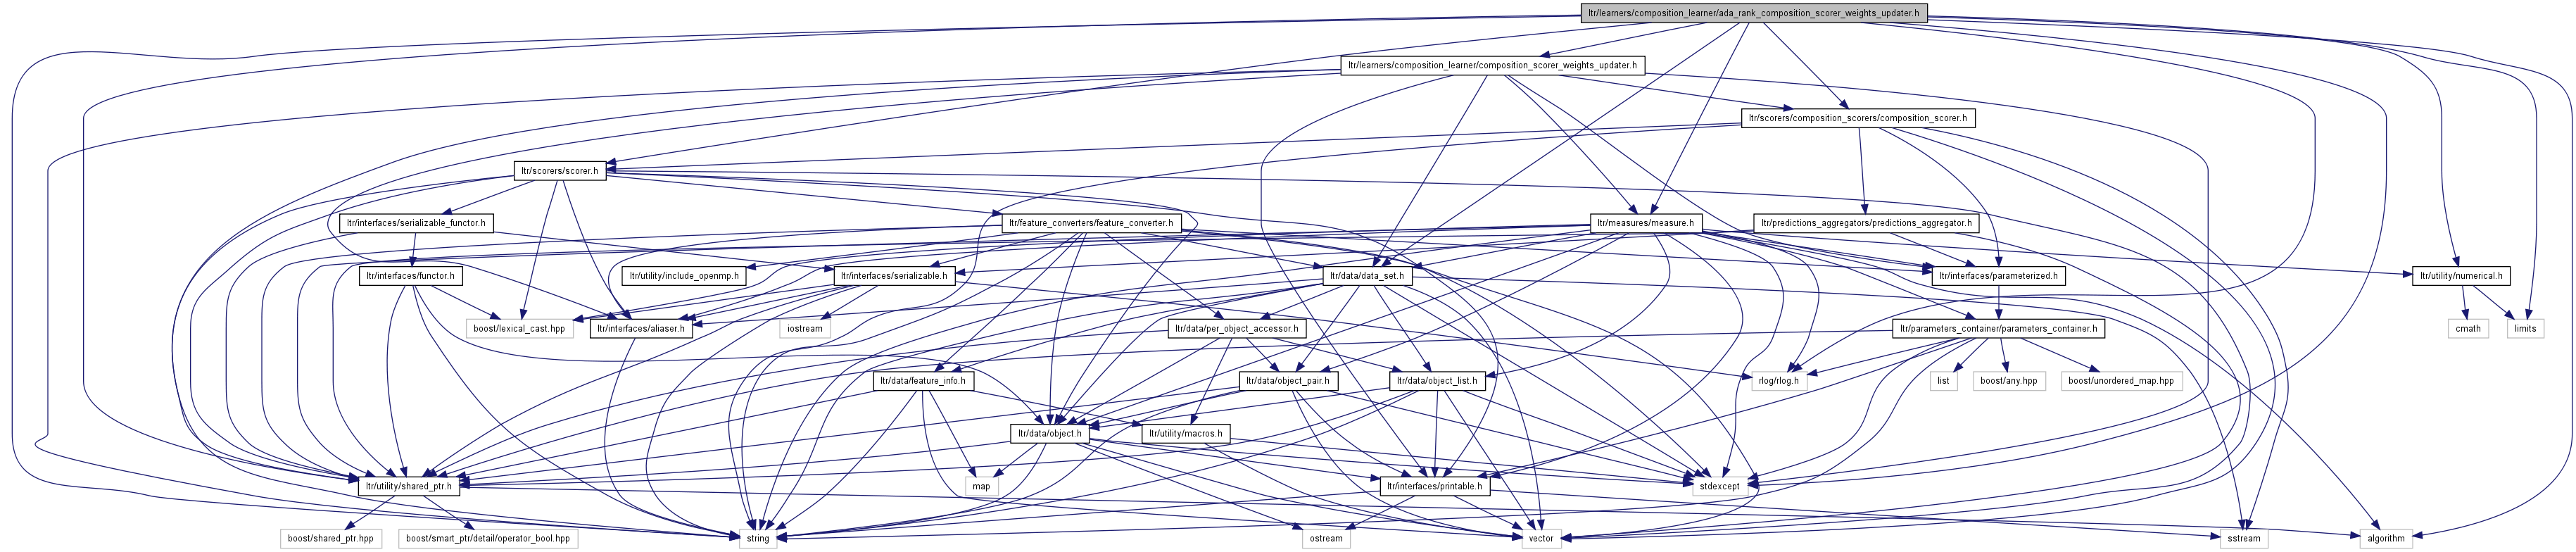 ltr/learners/composition_learner/ada_rank_composition_scorer_weights_updater.h
ltr/learners/composition_learner/composition_scorer_weights_updater.h
ltr/scorers/composition_scorers/composition_scorer.h
ltr/scorers/scorer.h
ltr/interfaces/serializable_functor.h
ltr/feature_converters/feature_converter.h
ltr/measures/measure.h
ltr/predictions_aggregators/predictions_aggregator.h
ltr/interfaces/functor.h
ltr/utility/include_openmp.h
ltr/interfaces/serializable.h
ltr/data/data_set.h
ltr/interfaces/parameterized.h
ltr/utility/numerical.h
boost/lexical_cast.hpp
ltr/interfaces/aliaser.h
iostream
ltr/data/per_object_accessor.h
ltr/parameters_container/parameters_container.h
cmath
limits
ltr/data/feature_info.h
ltr/data/object_pair.h
ltr/data/object_list.h
rlog/rlog.h
list
boost/any.hpp
boost/unordered_map.hpp
ltr/data/object.h
ltr/utility/macros.h
ltr/utility/shared_ptr.h
map
ltr/interfaces/printable.h
stdexcept
boost/shared_ptr.hpp
boost/smart_ptr/detail/operator_bool.hpp
string
ostream
vector
sstream
algorithm